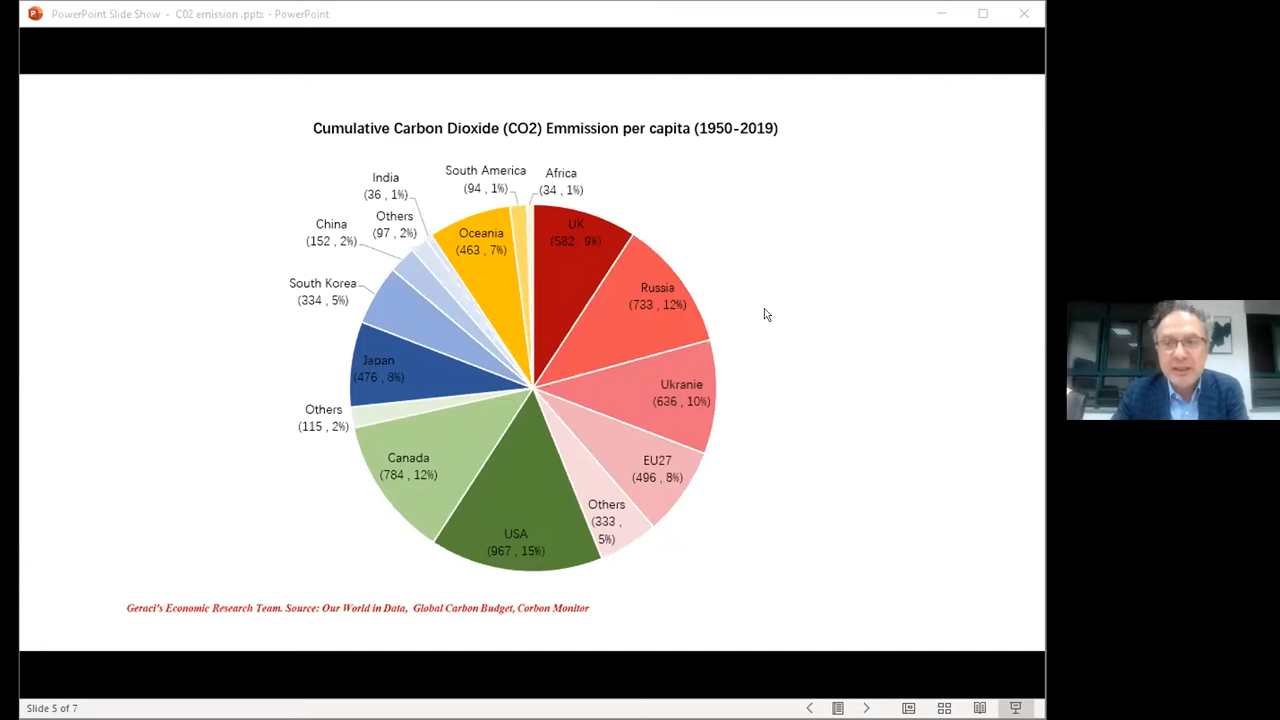 PowerPoint Slide Show - C02 emission .pptx - PowerPoint
Cumulative Carbon Dioxide (CO2) Emmission per capita (1950-2019)
South America
(94 , 1%)
Africa
(34 , 1%)
India
(36 , 1%)
Others
(97 , 2%)
China
(152 , 2%)
South Korea
(334 , 5%)
Oceania
(463 , 7%)
UK
(582 , 9%)
Russia
(733 , 12%)
Japan
(476 , 8%)
Ukranie
(636 , 10%)
Others
(115 , 2%)
Canada
(784 , 12%)
EU27
(496 , 8%)
Others
(333 ,
5%)
USA
(967 , 15%)
Geraci's Economic Research Team. Source: Our World in Data, Global Carbon Budget, Corbon Monitor
Slide 5 of 7